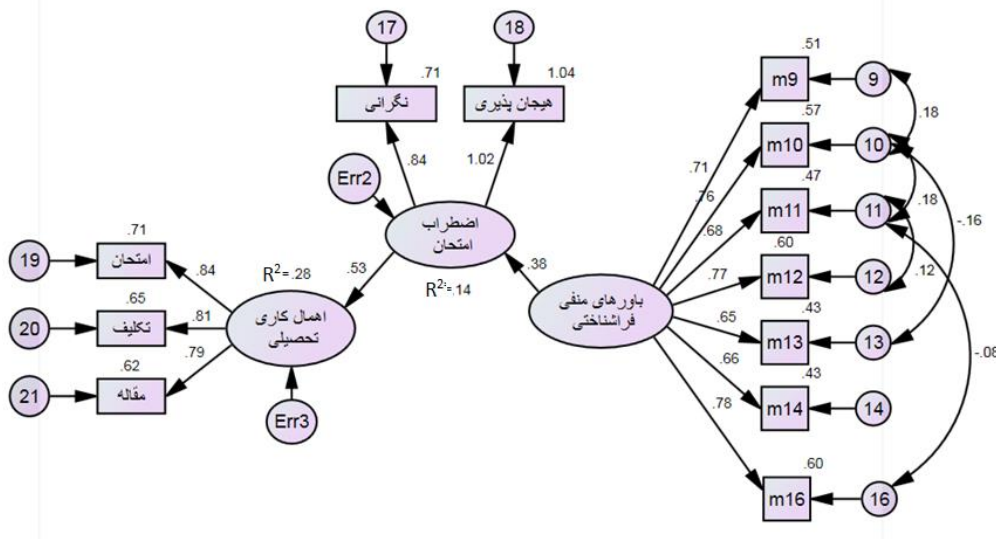 17
18
.71
1.04
نگرانی
هیجان پذیری
.84
1.02
Err2
اضطراب
امتحان
R²=.14
.53
.38
19
.71
امتحان
.84
20
.65
تکلیف
.81
21
.62
مقاله
.79
R²=.28
اهمال کاری
تحصیلی
Err3
باورهای منفی
فراشناختی
.51
m9
9
.71
.18
.57
m10
10
.76
.47
m11
11
.68
.18
-.16
.60
m12
12
.77
.12
.43
m13
13
.65
-.08
.43
m14
14
.66
.60
m16
16
.78